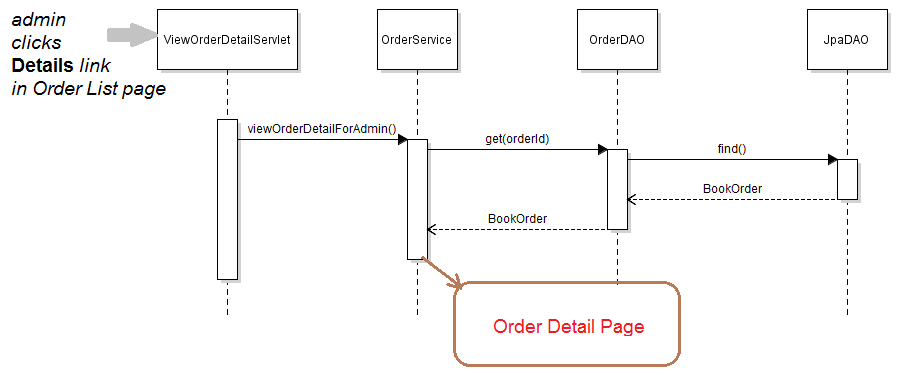 admin
clicks
Details link
in Order List page
ViewOrderDetailServlet
OrderService
OrderDAO
JpaDAO
viewOrderDetailForAdmin()
get(orderId)
find()
BookOrder
BookOrder
Order Detail Page